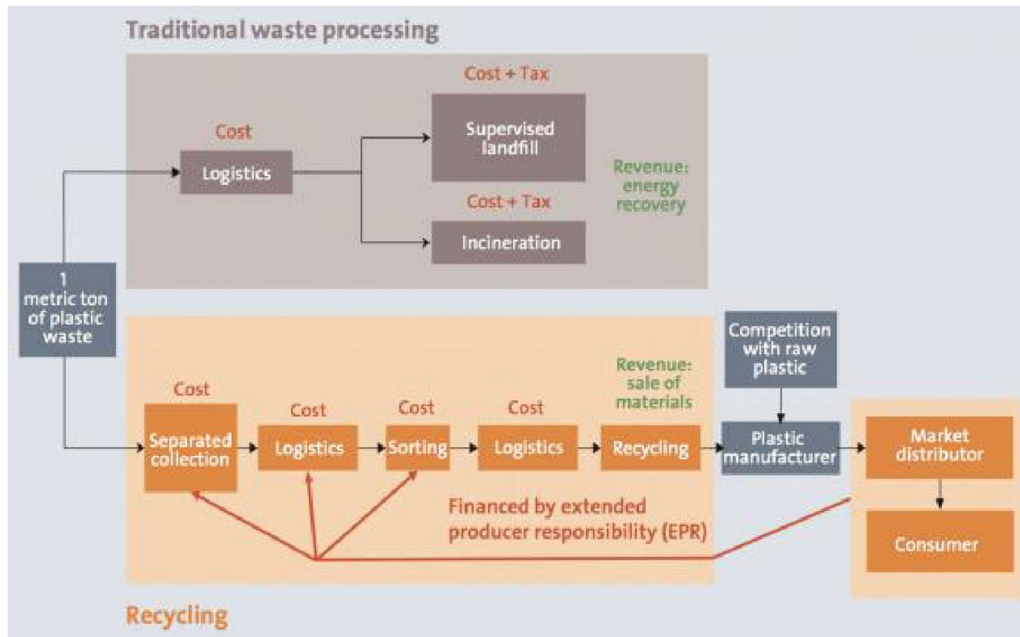 Traditional waste processing
Cost + Tax
Cost
Supervised
landfill
Logistics
Revenue:
energy
recovery
Cost + Tax
Incineration
1
metric ton
of plastic
waste
Competition
with raw
plastic
Revenue:
sale of
materials
Cost
Cost
Cost
Cost
Separated
collection
Logistics
Sorting
Logistics
Recycling
Plastic
manufacturer
Market
distributor
Financed by extended
producer responsibility (EPR)
Consumer
Recycling